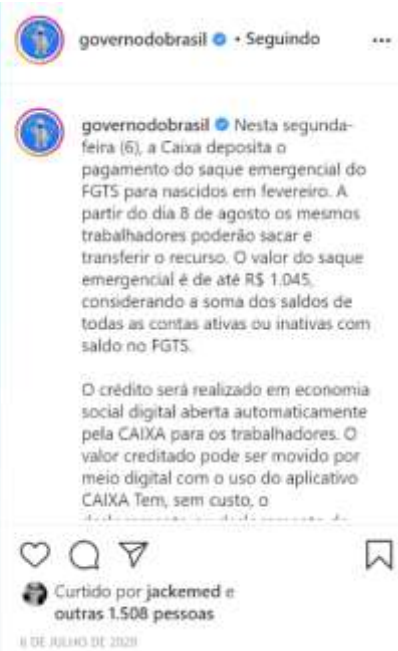 governodobrasil • Seguindo
governodobrasil Nesta segunda-
feira (6), a Caixa deposita o
pagamento do saque emergencial do
FGTS para nascidos em fevereiro. A
partir do dia 8 de agosto os mesmos
trabalhadores poderão sacar e
transferir o recurso. O valor do saque
emergencial é de até R$ 1.045,
considerando a soma dos saldos de
todas as contas ativas ou inativas com
saldo no FGTS.
O crédito será realizado em economia
social digital aberta automaticamente
pela CAIXA para os trabalhadores. O
valor creditado pode ser movido por
meio digital com o uso do aplicativo
CAIXA Tem, sem custo, o
Curtido por jackemed e
outras 1.508 pessoas
6 DE JULHO DE 2020